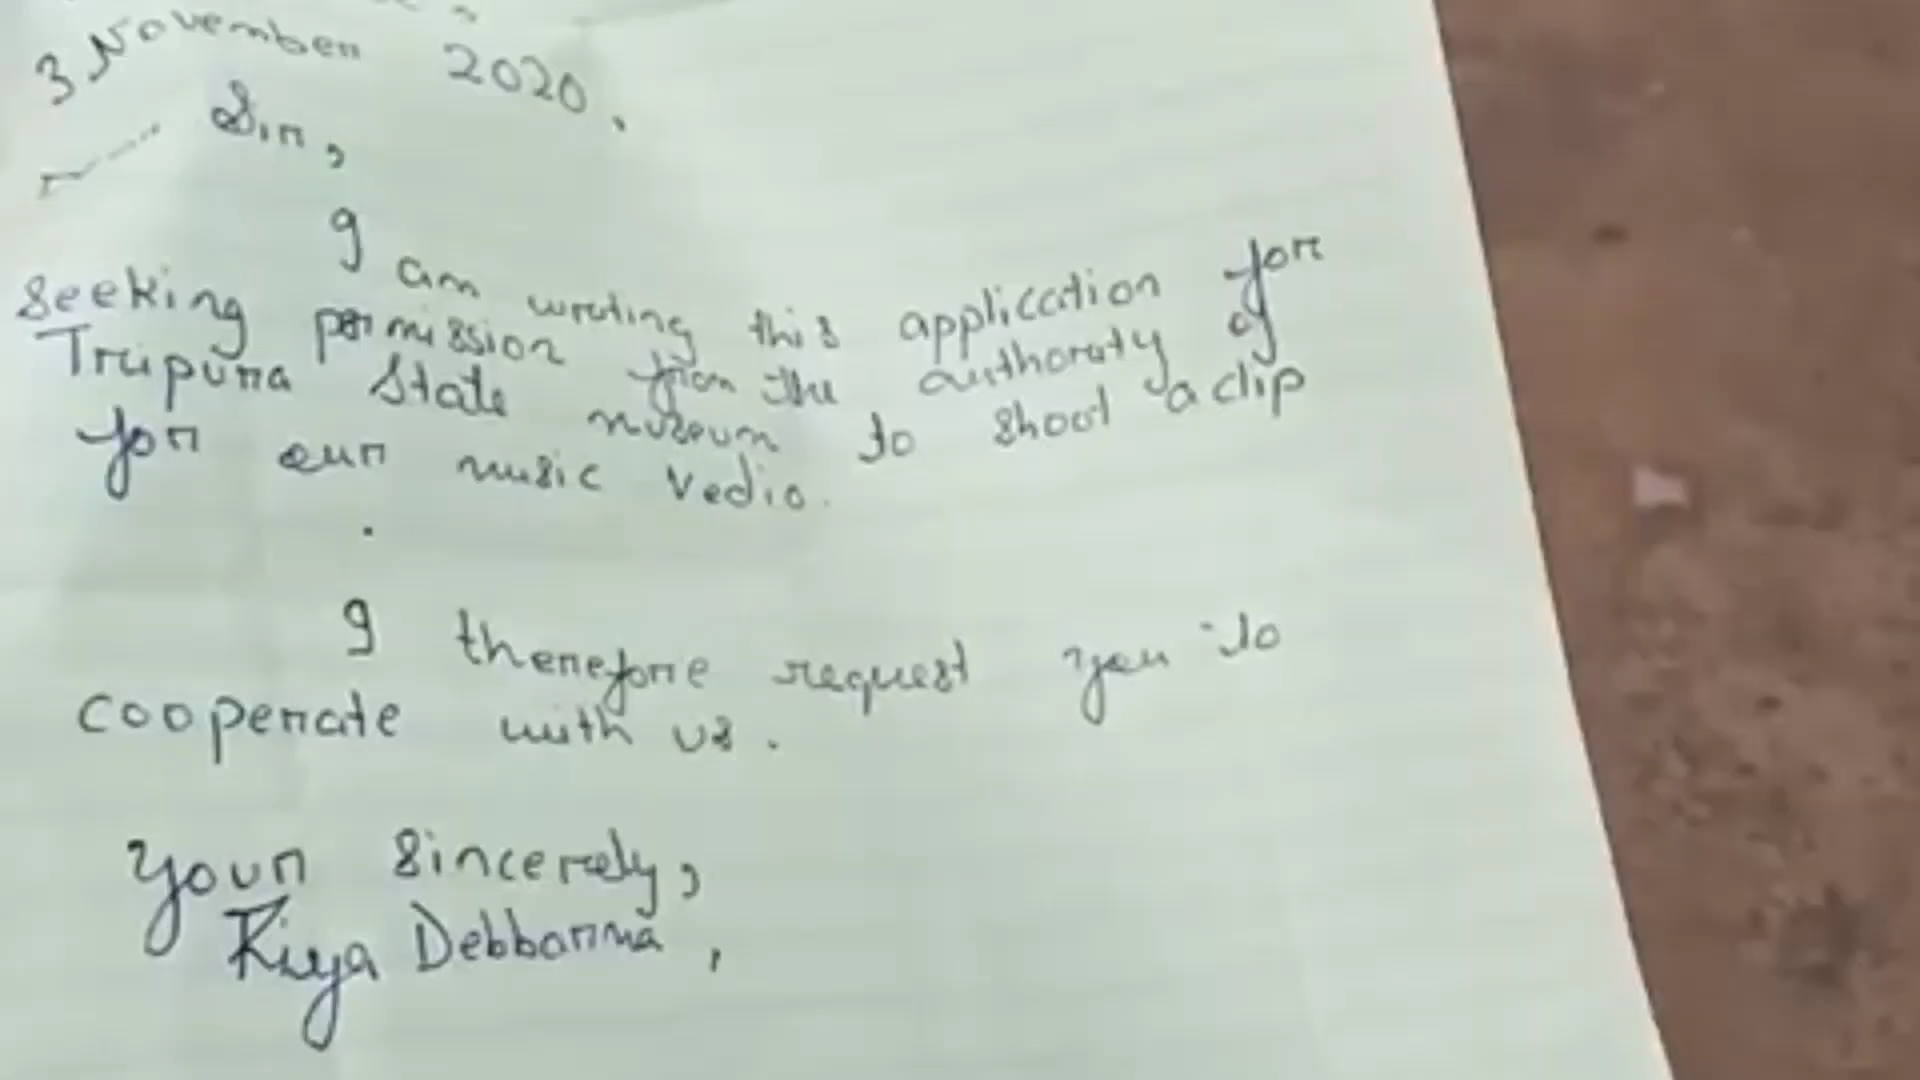 3 November 2020.
Sir,
I am writing this application for
seeking permission from the authority of
Tripura State museum to shoot a clip
for our music vedio.
I therefore request you to
cooperate with us.
Your sincerely,
Riya Debbarma,